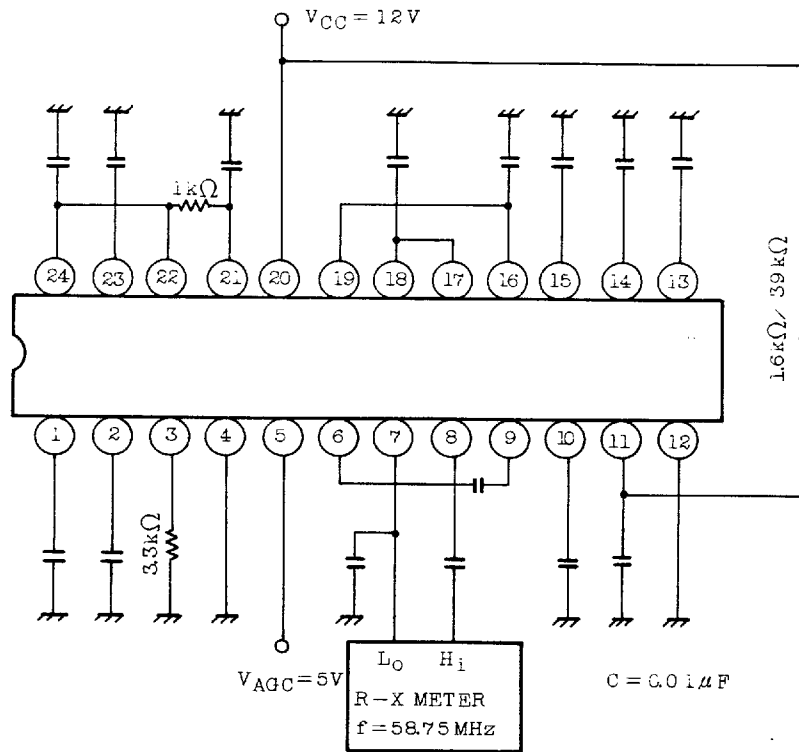 VCC = 12V
1kΩ
24 23 22 21 20 19 18 17 16 15 14 13
1.6kΩ / 39kΩ
1 2 3 4 5 6 7 8 9 10 11 12
3.3kΩ
VAGC = 5V
LO Hi
R-X METER
f = 58.75 MHz
C = 0.01μF